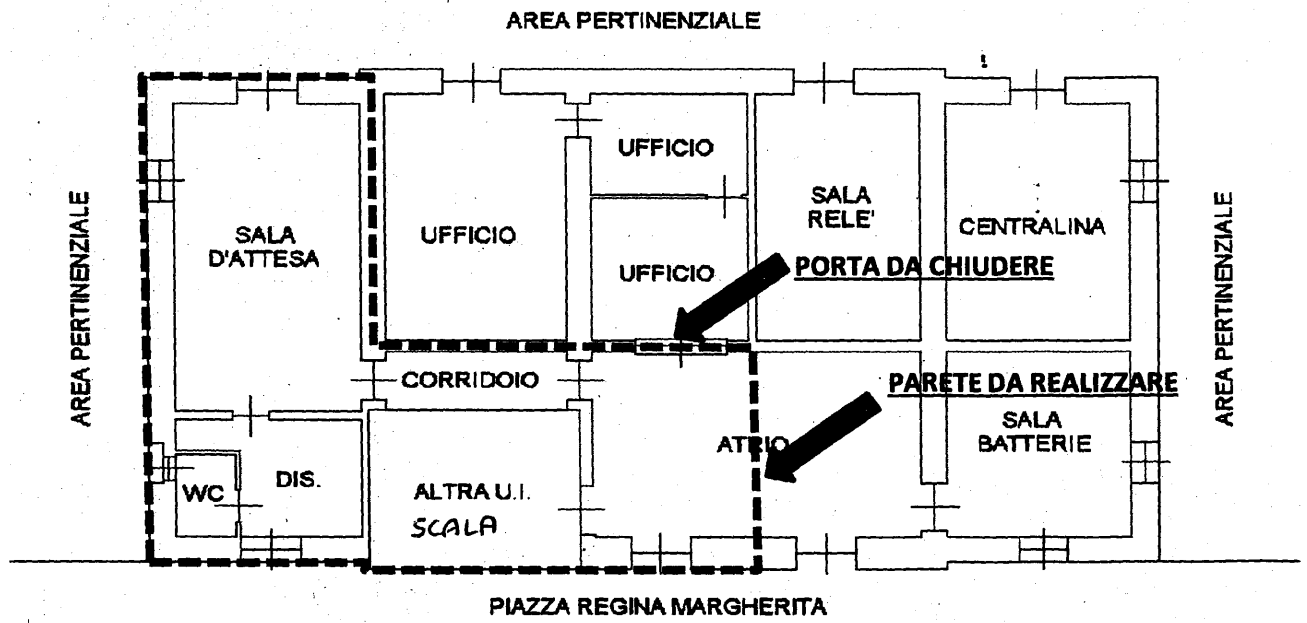 AREA PERTINENZIALE
UFFICIO
SALA
RELE'
CENTRALINA
SALA
D'ATTESA
UFFICIO
UFFICIO
PORTA DA CHIUDERE
AREA PERTINENZIALE
AREA PERTINENZIALE
CORRIDOIO
PARETE DA REALIZZARE
ATRIO
SALA
BATTERIE
WC
DIS.
ALTRA U.I.
SCALA
PIAZZA REGINA MARGHERITA